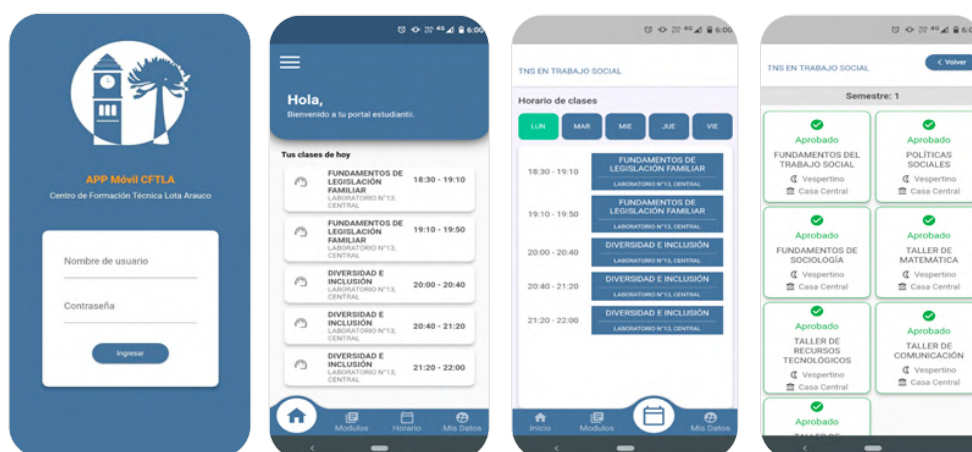 APP Móvil CFTLA
Centro de Formación Técnica Lota Arauco
Nombre de usuario
Contraseña
Ingresar
4G 6:00
Hola,
Bienvenido a tu portal estudiantil.
Tus clases de hoy
FUNDAMENTOS DE
LEGISLACIÓN
FAMILIAR
LABORATORIO N°13,
CENTRAL
18:30 - 19:10
FUNDAMENTOS DE
LEGISLACIÓN
FAMILIAR
LABORATORIO N°13,
CENTRAL
19:10 - 19:50
DIVERSIDAD E
INCLUSIÓN
LABORATORIO N°13,
CENTRAL
20:00 - 20:40
DIVERSIDAD E
INCLUSIÓN
LABORATORIO N°13,
CENTRAL
20:40 - 21:20
DIVERSIDAD E
INCLUSIÓN
LABORATORIO N°13,
CENTRAL
21:20 - 22:00
Modulos Horario Mis Datos
4G 6:00
TNS EN TRABAJO SOCIAL
Horario de clases
LUN MAR MIE JUE VIE
18:30 - 19:10
FUNDAMENTOS DE
LEGISLACIÓN FAMILIAR
LABORATORIO N°13, CENTRAL
19:10 - 19:50
FUNDAMENTOS DE
LEGISLACIÓN FAMILIAR
LABORATORIO N°13, CENTRAL
20:00 - 20:40
DIVERSIDAD E INCLUSIÓN
LABORATORIO N°13, CENTRAL
20:40 - 21:20
DIVERSIDAD E INCLUSIÓN
LABORATORIO N°13, CENTRAL
21:20 - 22:00
DIVERSIDAD E INCLUSIÓN
LABORATORIO N°13, CENTRAL
Inicio Modulos Mis Datos
4G 6:0
TNS EN TRABAJO SOCIAL
< Volver
Semestre: 1
Aprobado
FUNDAMENTOS DEL
TRABAJO SOCIAL
Vespertino
Casa Central
Aprobado
POLÍTICAS
SOCIALES
Vespertino
Casa Central
Aprobado
FUNDAMENTOS DE
SOCIOLOGÍA
Vespertino
Casa Central
Aprobado
TALLER DE
MATEMÁTICA
Vespertino
Casa Central
Aprobado
TALLER DE
RECURSOS
TECNOLÓGICOS
Vespertino
Casa Central
Aprobado
TALLER DE
COMUNICACIÓN
Vespertino
Casa Central
Aprobado